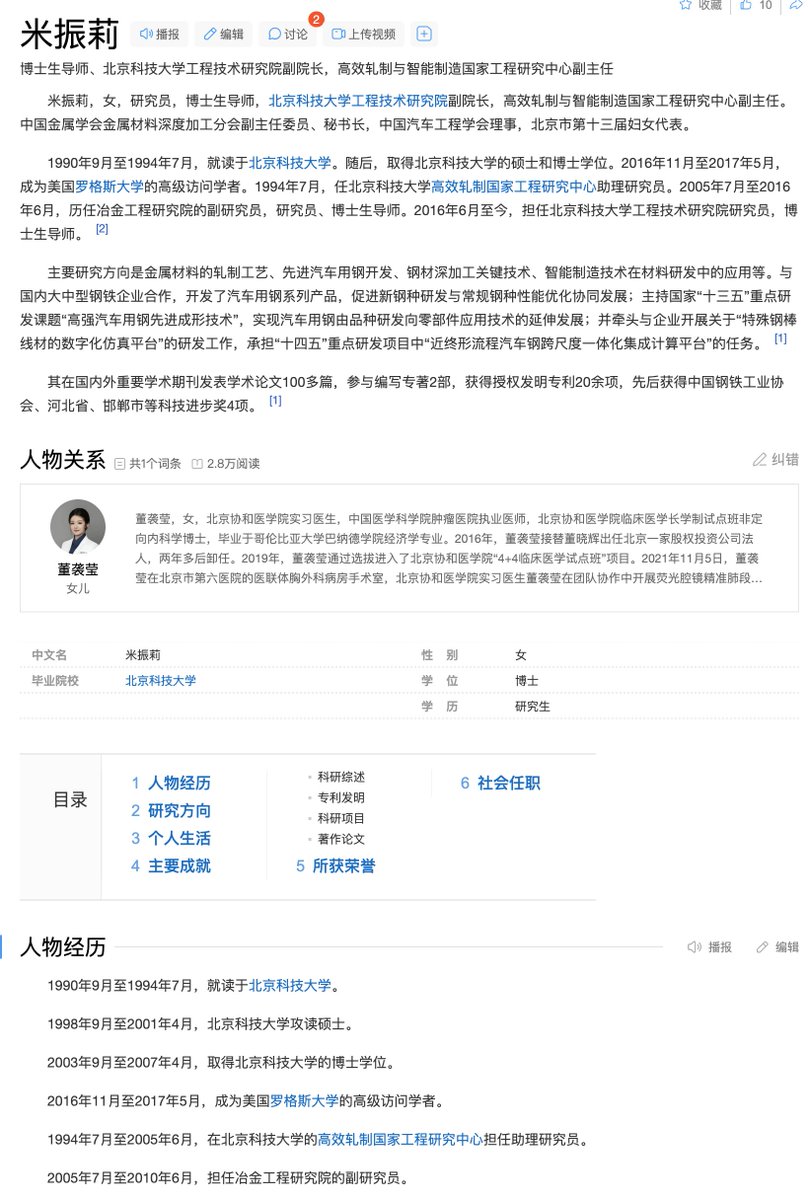 收藏 10
米振莉 播报 编辑 讨论 2 上传视频
博士生导师、北京科技大学工程技术研究院副院长，高效轧制与智能制造国家工程研究中心副主任
米振莉，女，研究员，博士生导师，北京科技大学工程技术研究院副院长，高效轧制与智能制造国家工程研究中心副主任。
中国金属学会金属材料深度加工分会副主任委员、秘书长，中国汽车工程学会理事，北京市第十三届妇女代表。
1990年9月至1994年7月，就读于北京科技大学。随后，取得北京科技大学的硕士和博士学位。2016年11月至2017年5月，
成为美国罗格斯大学的高级访问学者。1994年7月，任北京科技大学高效轧制国家工程研究中心助理研究员。2005年7月至2016
年6月，历任冶金工程研究院的副研究员，研究员、博士生导师。2016年6月至今，担任北京科技大学工程技术研究院研究员，博
士生导师。 [2]
主要研究方向是金属材料的轧制工艺、先进汽车用钢开发、钢材深加工关键技术、智能制造技术在材料研发中的应用等。与
国内大中型钢铁企业合作，开发了汽车用钢系列产品，促进新钢种研发与常规钢种性能优化协同发展；主持国家“十三五”重点研
发课题“高强汽车用钢先进成形技术”，实现汽车用钢由品种研发向零部件应用技术的延伸发展；并牵头与企业开展关于“特殊钢棒
线材的数字化仿真平台”的研发工作，承担“十四五”重点研发项目中“近终形流程汽车钢跨尺度一体化集成计算平台”的任务。 [1]
其在国内外重要学术期刊发表学术论文100多篇，参与编写专著2部，获得授权发明专利20余项，先后获得中国钢铁工业协
会、河北省、邯郸市等科技进步奖4项。 [1]
人物关系 共1个词条 2.8万阅读 纠错
董袭莹，女，北京协和医学院实习医生，中国医学科学院肿瘤医院执业医师，北京协和医学院临床医学长学制试点班非定
向内科学博士，毕业于哥伦比亚大学巴纳德学院经济学专业。2016年，董袭莹接替董晓辉出任北京一家股权投资公司法
人，两年多后卸任。2019年，董袭莹通过选拔进入了北京协和医学院“4+4临床医学试点班”项目。2021年11月5日，董袭
莹在北京市第六医院的医联体胸外科病房手术室，北京协和医学院实习医生董袭莹在团队协作中开展荧光腔镜精准肺段...
董袭莹
女儿
中文名 米振莉 性 别 女
毕业院校 北京科技大学 学 位 博士
学 历 研究生
目录
1 人物经历
2 研究方向
3 个人生活
4 主要成就
科研综述
专利发明
科研项目
著作论文
5 所获荣誉
6 社会任职
人物经历 播报 编辑
1990年9月至1994年7月，就读于北京科技大学。
1998年9月至2001年4月，北京科技大学攻读硕士。
2003年9月至2007年4月，取得北京科技大学的博士学位。
2016年11月至2017年5月，成为美国罗格斯大学的高级访问学者。
1994年7月至2005年6月，在北京科技大学的高效轧制国家工程研究中心担任助理研究员。
2005年7月至2010年6月，担任冶金工程研究院的副研究员。